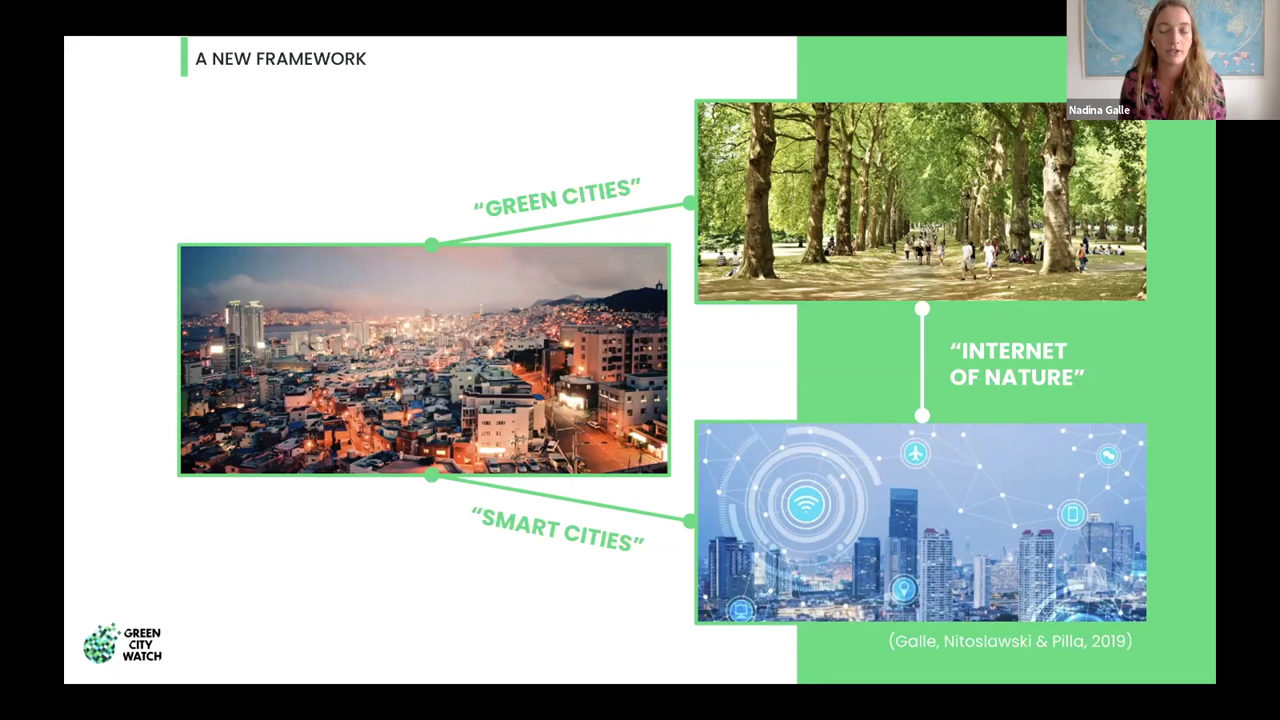 A NEW FRAMEWORK
Nadina Galle
“GREEN CITIES”
“INTERNET
OF NATURE”
“SMART CITIES”
GREEN
CITY
WATCH
(Galle, Nitoslawski & Pilla, 2019)